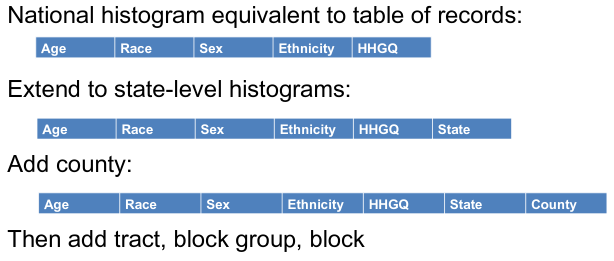 National histogram equivalent to table of records:
Age Race Sex Ethnicity HHGQ
Extend to state-level histograms:
Age Race Sex Ethnicity HHGQ State
Add county:
Age Race Sex Ethnicity HHGQ State County
Then add tract, block group, block